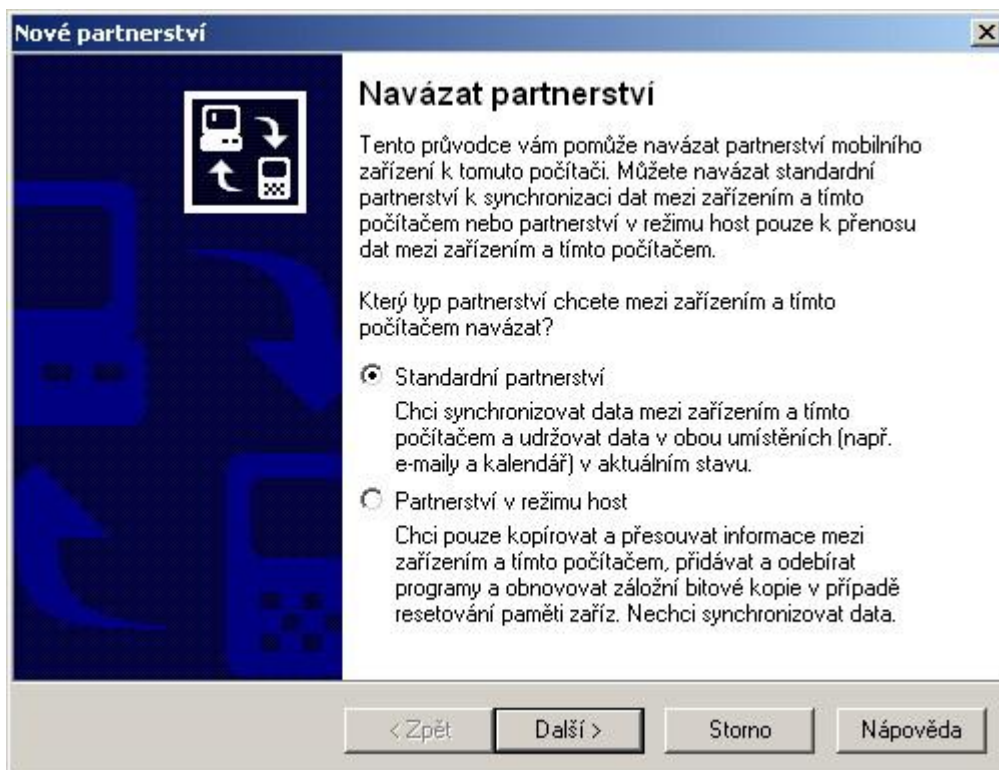 Nové partnerství
Navázat partnerství
Tento průvodce vám pomůže navázat partnerství mobilního
zařízení k tomuto počítači. Můžete navázat standardní
partnerství k synchronizaci dat mezi zařízením a tímto
počítačem nebo partnerství v režimu host pouze k přenosu
dat mezi zařízením a tímto počítačem.
Který typ partnerství chcete mezi zařízením a tímto
počítačem navázat?
Standardní partnerství
Chci synchronizovat data mezi zařízením a tímto
počítačem a udržovat data v obou umístěních (např.
e-maily a kalendář) v aktuálním stavu.
Partnerství v režimu host
Chci pouze kopírovat a přesouvat informace mezi
zařízením a tímto počítačem, přidávat a odebírat
programy a obnovovat záložní bitové kopie v případě
resetování paměti zaříz. Nechci synchronizovat data.
< Zpět Další > Storno Nápověda